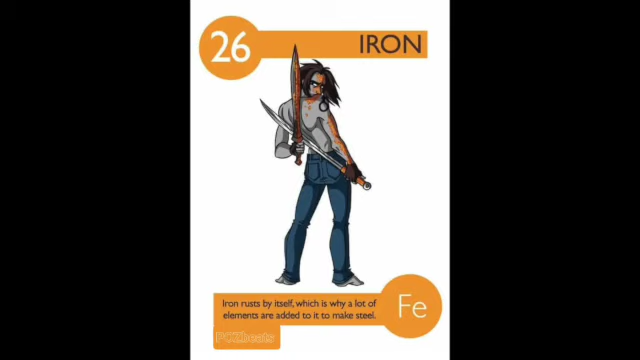 26
IRON
Iron rusts by itself, which is why a lot of
elements are added to it to make steel.
Fe